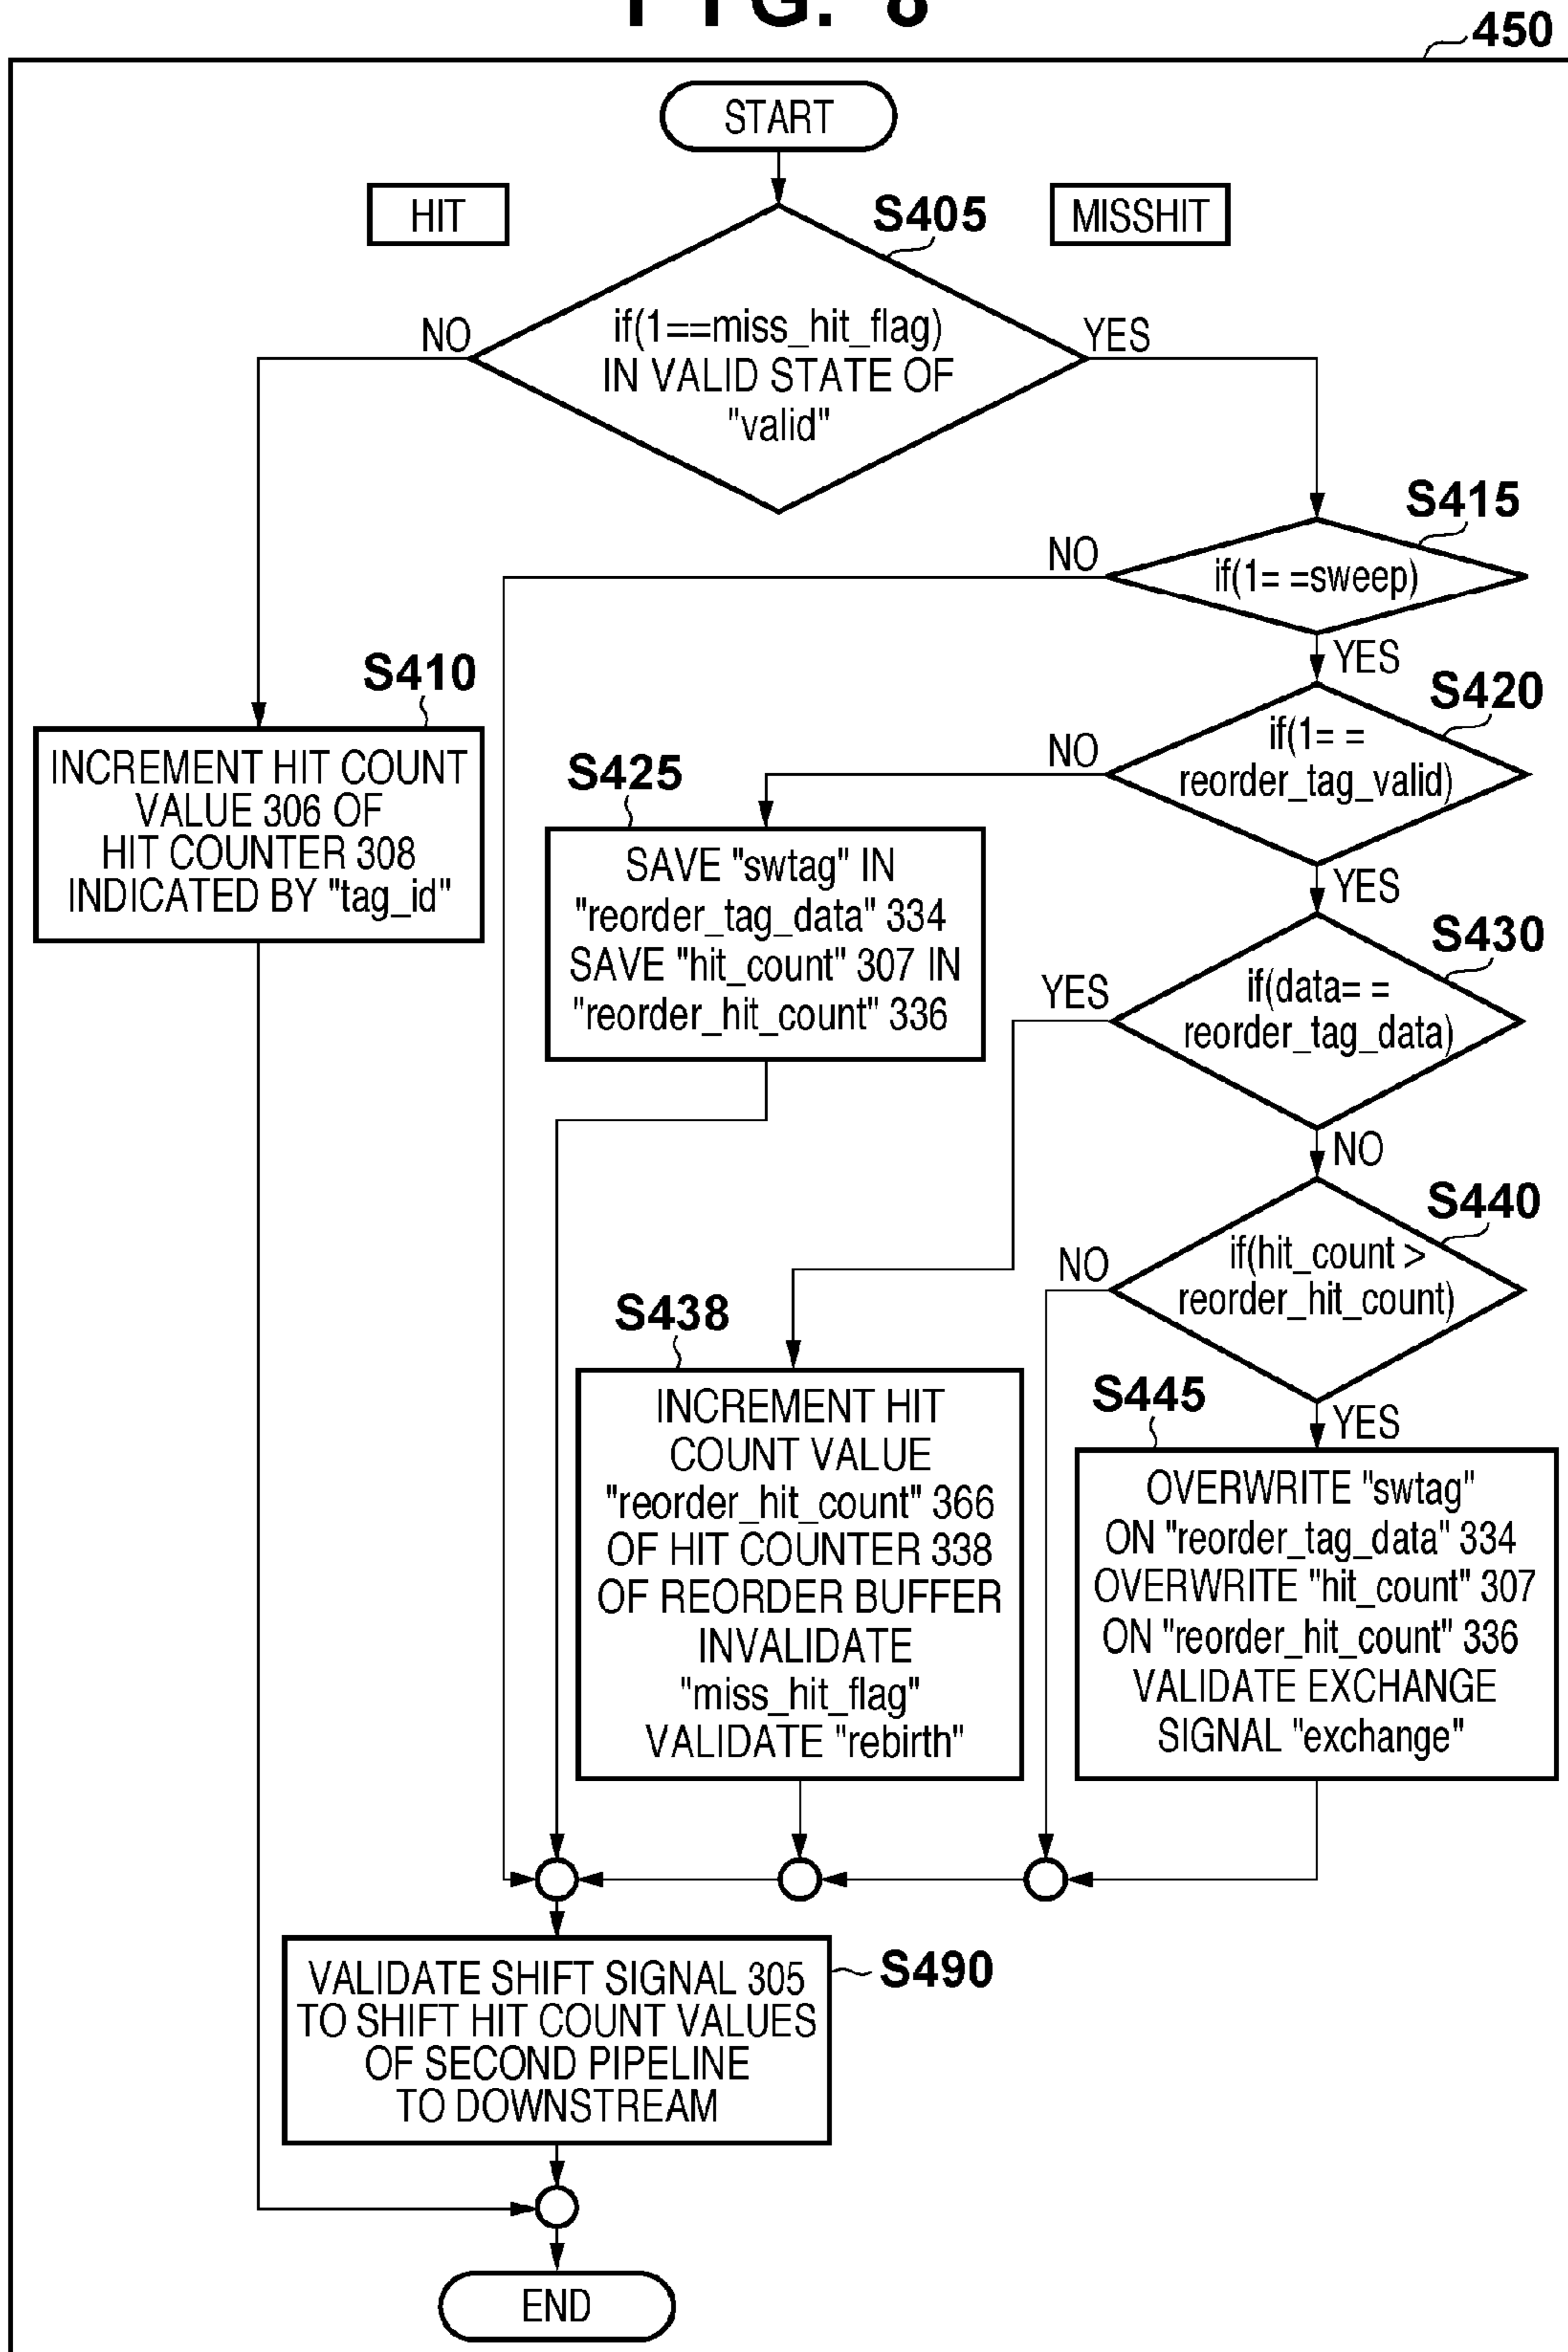 FIG. 8
450
START
HIT
S405
MISSHIT
NO
if(1==miss_hit_flag)
IN VALID STATE OF
"valid"
YES
S415
NO
if(1= =sweep)
YES
S410
INCREMENT HIT COUNT
VALUE 306 OF
HIT COUNTER 308
INDICATED BY "tag_id"
S420
NO
if(1= =
reorder_tag_valid)
YES
S425
SAVE "swtag" IN
"reorder_tag_data" 334
SAVE "hit_count" 307 IN
"reorder_hit_count" 336
S430
YES
if(data= =
reorder_tag_data)
NO
S440
NO
if(hit_count >
reorder_hit_count)
YES
S438
INCREMENT HIT
COUNT VALUE
"reorder_hit_count" 366
OF HIT COUNTER 338
OF REORDER BUFFER
INVALIDATE
"miss_hit_flag"
VALIDATE "rebirth"
S445
OVERWRITE "swtag"
ON "reorder_tag_data" 334
OVERWRITE "hit_count" 307
ON "reorder_hit_count" 336
VALIDATE EXCHANGE
SIGNAL "exchange"
VALIDATE SHIFT SIGNAL 305
TO SHIFT HIT COUNT VALUES
OF SECOND PIPELINE
TO DOWNSTREAM
S490
END